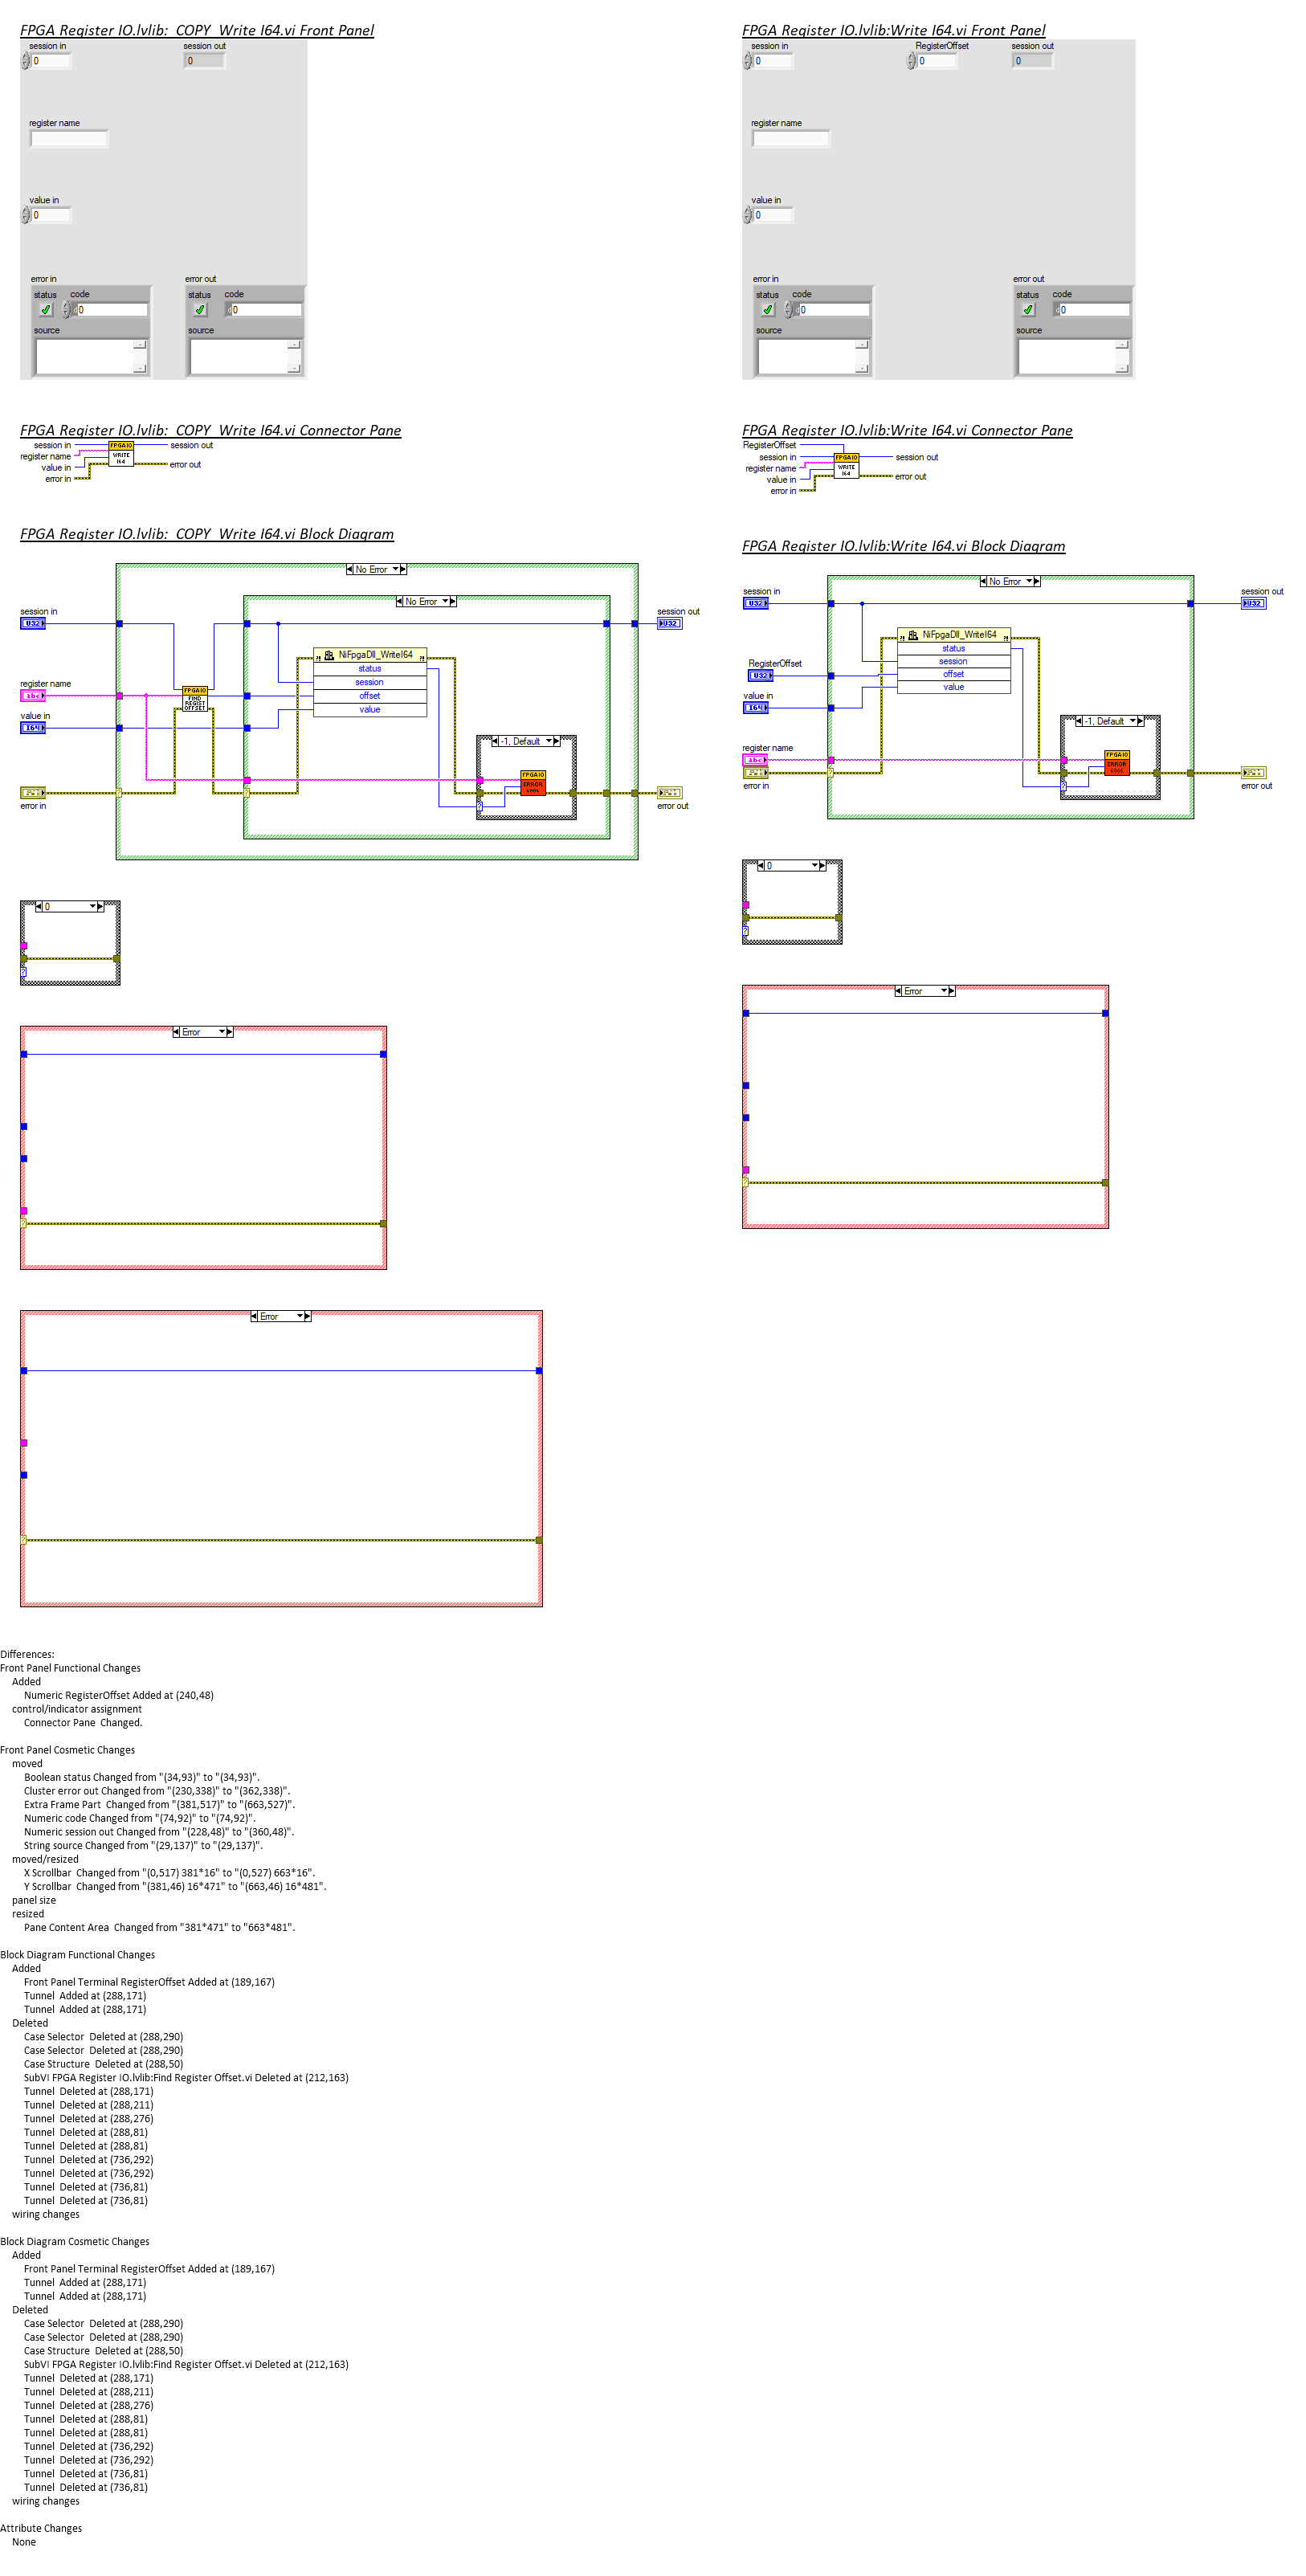 FPGA Register IO.lvlib:  COPY  Write I64.vi Front Panel
session in
session out
0
0
register name
value in
0
error in
error out
status
code
status
code
0
0
source
source
FPGA Register IO.lvlib:Write I64.vi Front Panel
session in
RegisterOffset
session out
0
0
0
register name
value in
0
error in
error out
status
code
status
code
0
0
source
source
FPGA Register IO.lvlib:  COPY  Write I64.vi Connector Pane
session in
register name
value in
error in
FPGAIO
WRITE
I64
session out
error out
FPGA Register IO.lvlib:Write I64.vi Connector Pane
RegisterOffset
session in
register name
value in
error in
FPGAIO
WRITE
I64
session out
error out
FPGA Register IO.lvlib:  COPY  Write I64.vi Block Diagram
No Error
No Error
session in
U32
session out
U32
NiFpgaDll_WriteI64
status
session
offset
value
register name
abc
FPGAIO
FIND
REGIST
OFFSET
value in
I64
-1, Default
FPGAIO
ERROR
CODE
error in
error out
0
Error
Error
FPGA Register IO.lvlib:Write I64.vi Block Diagram
No Error
session in
U32
session out
U32
NiFpgaDll_WriteI64
status
session
offset
value
RegisterOffset
U32
value in
I64
-1, Default
register name
abc
FPGAIO
ERROR
CODE
error in
error out
0
Error
Differences:
Front Panel Functional Changes
Added
Numeric RegisterOffset Added at (240,48)
control/indicator assignment
Connector Pane  Changed.
Front Panel Cosmetic Changes
moved
Boolean status Changed from "(34,93)" to "(34,93)".
Cluster error out Changed from "(230,338)" to "(362,338)".
Extra Frame Part  Changed from "(381,517)" to "(663,527)".
Numeric code Changed from "(74,92)" to "(74,92)".
Numeric session out Changed from "(228,48)" to "(360,48)".
String source Changed from "(29,137)" to "(29,137)".
moved/resized
X Scrollbar  Changed from "(0,517) 381*16" to "(0,527) 663*16".
Y Scrollbar  Changed from "(381,46) 16*471" to "(663,46) 16*481".
panel size
resized
Pane Content Area  Changed from "381*471" to "663*481".
Block Diagram Functional Changes
Added
Front Panel Terminal RegisterOffset Added at (189,167)
Tunnel  Added at (288,171)
Tunnel  Added at (288,171)
Deleted
Case Selector  Deleted at (288,290)
Case Selector  Deleted at (288,290)
Case Structure  Deleted at (288,50)
SubVI FPGA Register IO.lvlib:Find Register Offset.vi Deleted at (212,163)
Tunnel  Deleted at (288,171)
Tunnel  Deleted at (288,211)
Tunnel  Deleted at (288,276)
Tunnel  Deleted at (288,81)
Tunnel  Deleted at (288,81)
Tunnel  Deleted at (736,292)
Tunnel  Deleted at (736,292)
Tunnel  Deleted at (736,81)
Tunnel  Deleted at (736,81)
wiring changes
Block Diagram Cosmetic Changes
Added
Front Panel Terminal RegisterOffset Added at (189,167)
Tunnel  Added at (288,171)
Tunnel  Added at (288,171)
Deleted
Case Selector  Deleted at (288,290)
Case Selector  Deleted at (288,290)
Case Structure  Deleted at (288,50)
SubVI FPGA Register IO.lvlib:Find Register Offset.vi Deleted at (212,163)
Tunnel  Deleted at (288,171)
Tunnel  Deleted at (288,211)
Tunnel  Deleted at (288,276)
Tunnel  Deleted at (288,81)
Tunnel  Deleted at (288,81)
Tunnel  Deleted at (736,292)
Tunnel  Deleted at (736,292)
Tunnel  Deleted at (736,81)
Tunnel  Deleted at (736,81)
wiring changes
Attribute Changes
None